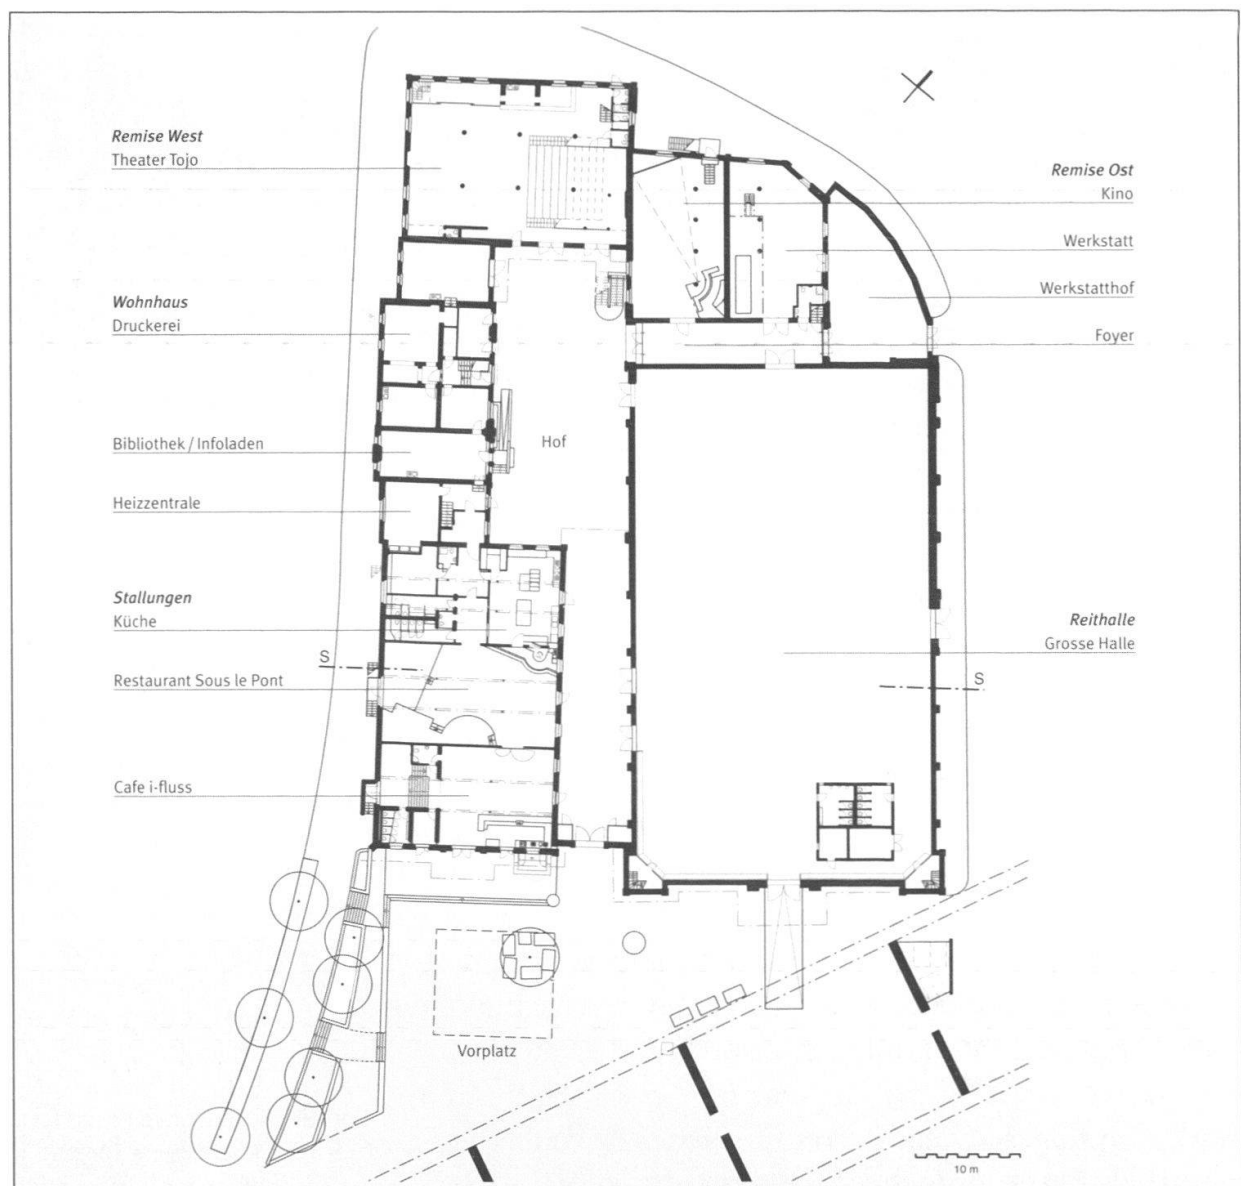 Remise West
Theater Tojo
Remise Ost
Kino
Werkstatt
Werkstatthof
Foyer
Wohnhaus
Druckerei
Bibliothek / Infoladen
Hof
Heizzentrale
Stallungen
Küche
Reithalle
Grosse Halle
S
S
Restaurant Sous le Pont
Cafe i-fluss
Vorplatz
10 m